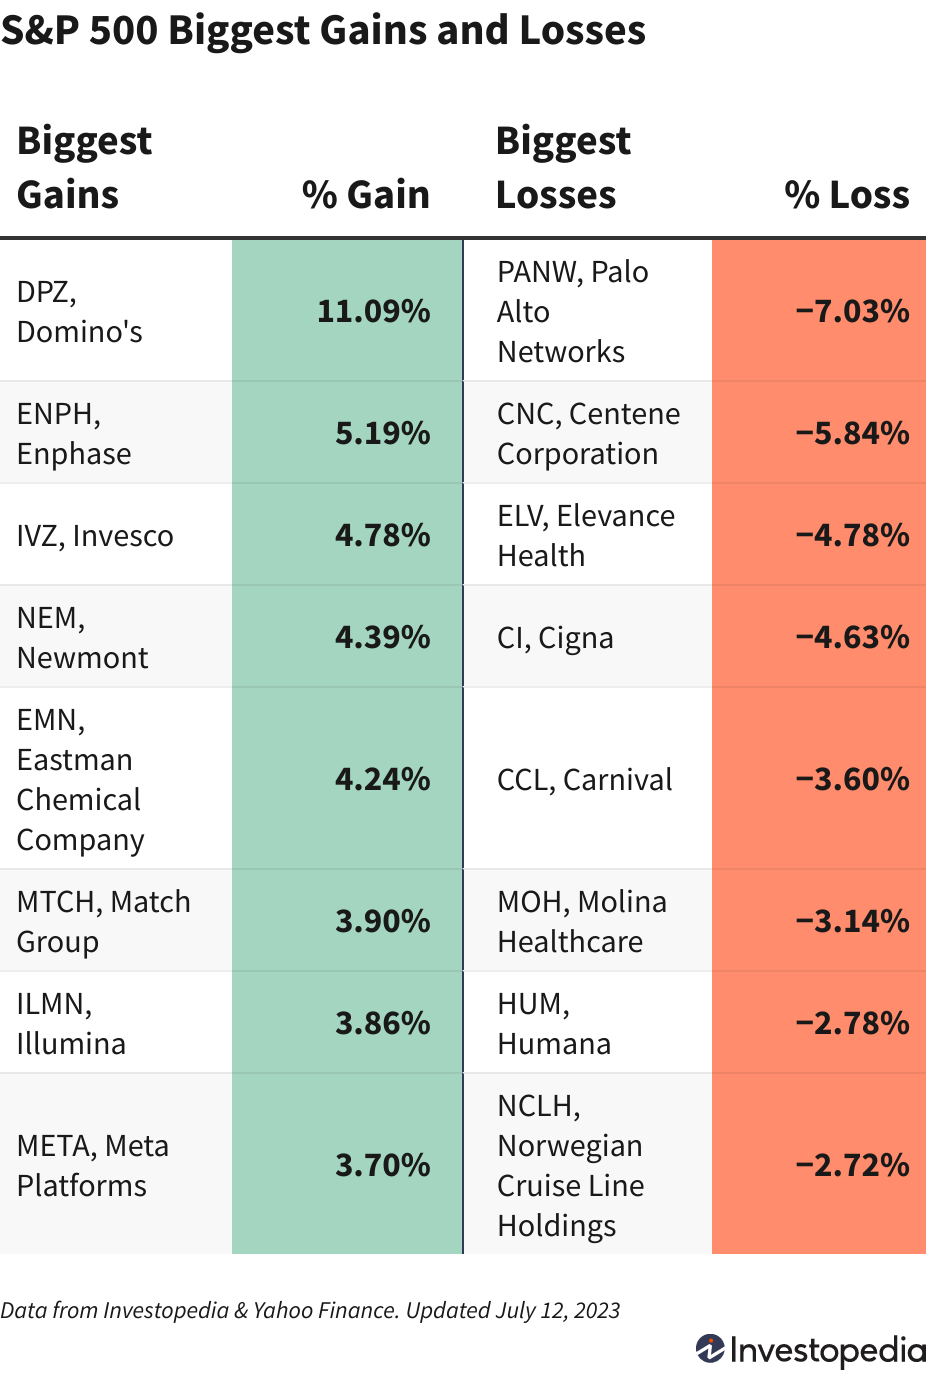 S&P 500 Biggest Gains and Losses
Biggest
Gains
% Gain
Biggest
Losses
% Loss
DPZ,
Domino's
11.09%
PANW, Palo
Alto
Networks
−7.03%
ENPH,
Enphase
5.19%
CNC, Centene
Corporation
−5.84%
IVZ, Invesco
4.78%
ELV, Elevance
Health
−4.78%
NEM,
Newmont
4.39%
CI, Cigna
−4.63%
EMN,
Eastman
Chemical
Company
4.24%
CCL, Carnival
−3.60%
MTCH, Match
Group
3.90%
MOH, Molina
Healthcare
−3.14%
ILMN,
Illumina
3.86%
HUM,
Humana
−2.78%
META, Meta
Platforms
3.70%
NCLH,
Norwegian
Cruise Line
Holdings
−2.72%
Data from Investopedia & Yahoo Finance. Updated July 12, 2023
Investopedia